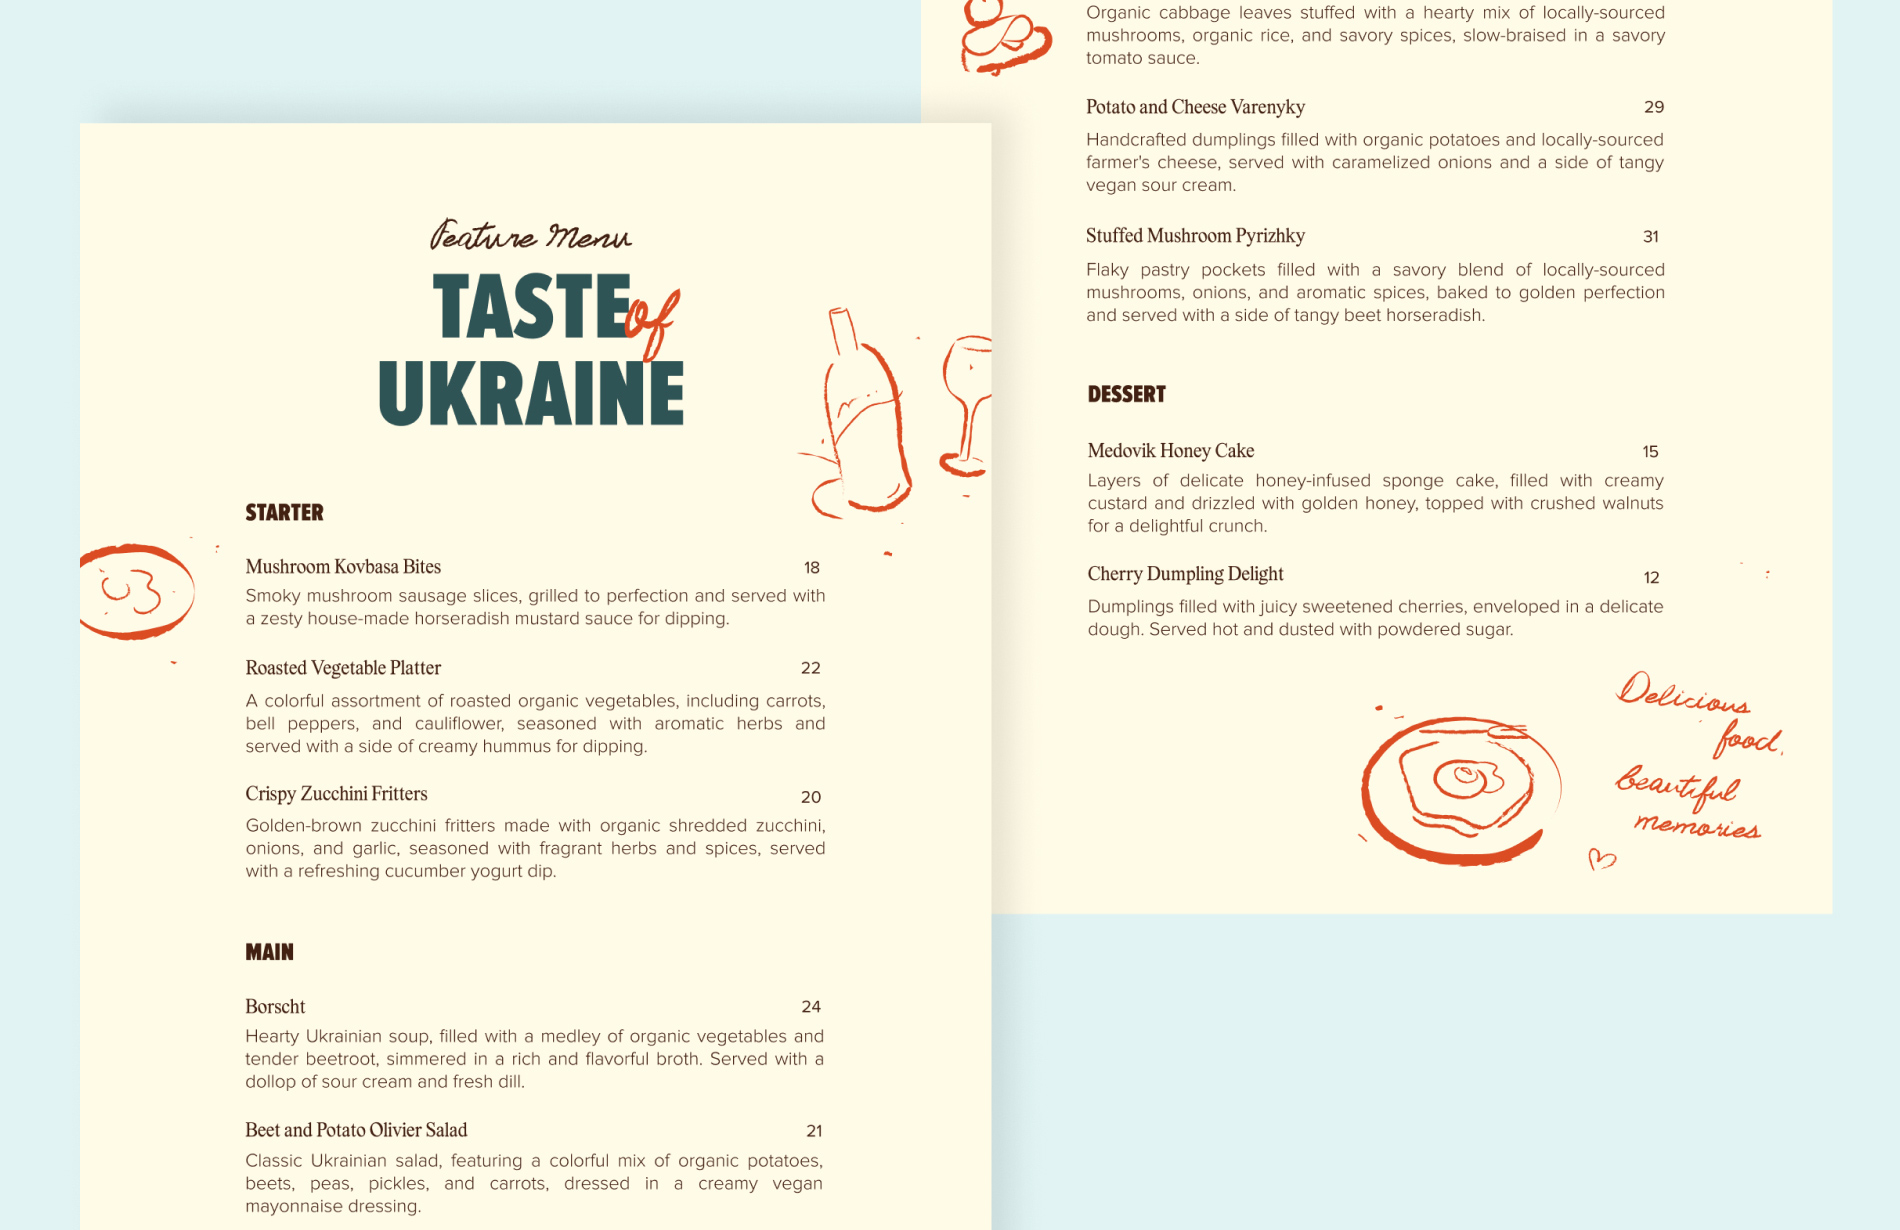 Feature Menu
TASTE of
UKRAINE
STARTER
Mushroom Kovbasa Bites 18
Smoky mushroom sausage slices, grilled to perfection and served with
a zesty house-made horseradish mustard sauce for dipping.
Roasted Vegetable Platter 22
A colorful assortment of roasted organic vegetables, including carrots,
bell peppers, and cauliflower, seasoned with aromatic herbs and
served with a side of creamy hummus for dipping.
Crispy Zucchini Fritters 20
Golden-brown zucchini fritters made with organic shredded zucchini,
onions, and garlic, seasoned with fragrant herbs and spices, served
with a refreshing cucumber yogurt dip.
MAIN
Borscht 24
Hearty Ukrainian soup, filled with a medley of organic vegetables and
tender beetroot, simmered in a rich and flavorful broth. Served with a
dollop of sour cream and fresh dill.
Beet and Potato Olivier Salad 21
Classic Ukrainian salad, featuring a colorful mix of organic potatoes,
beets, peas, pickles, and carrots, dressed in a creamy vegan
mayonnaise dressing.
Organic cabbage leaves stuffed with a hearty mix of locally-sourced
mushrooms, organic rice, and savory spices, slow-braised in a savory
tomato sauce.
Potato and Cheese Varenyky 29
Handcrafted dumplings filled with organic potatoes and locally-sourced
farmer's cheese, served with caramelized onions and a side of tangy
vegan sour cream.
Stuffed Mushroom Pyrizhky 31
Flaky pastry pockets filled with a savory blend of locally-sourced
mushrooms, onions, and aromatic spices, baked to golden perfection
and served with a side of tangy beet horseradish.
DESSERT
Medovik Honey Cake 15
Layers of delicate honey-infused sponge cake, filled with creamy
custard and drizzled with golden honey, topped with crushed walnuts
for a delightful crunch.
Cherry Dumpling Delight 12
Dumplings filled with juicy sweetened cherries, enveloped in a delicate
dough. Served hot and dusted with powdered sugar.
Delicious
food,
beautiful
memories